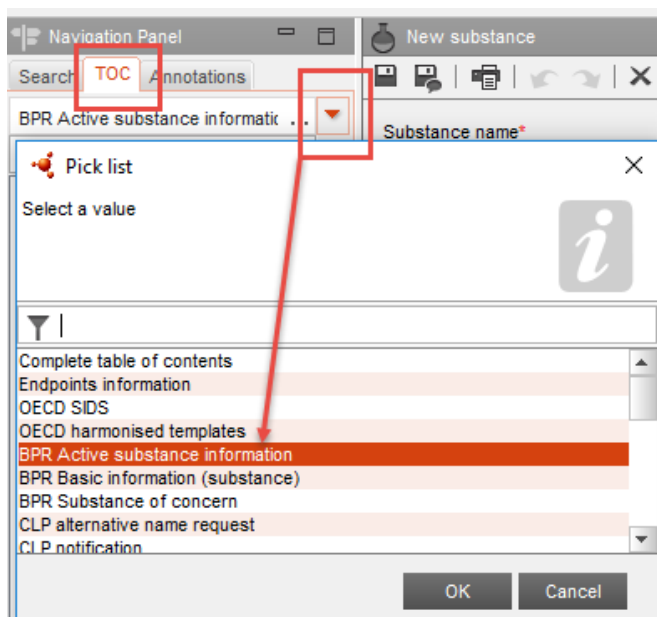 Navigation Panel
New substance
Search TOC Annotations
BPR Active substance informatic . .
Substance name*
Pick list
Select a value
i
Complete table of contents
Endpoints information
OECD SIDS
OECD harmonised templates
BPR Active substance information
BPR Basic information (substance)
BPR Substance of concern
CLP alternative name request
CLP notification
OK Cancel